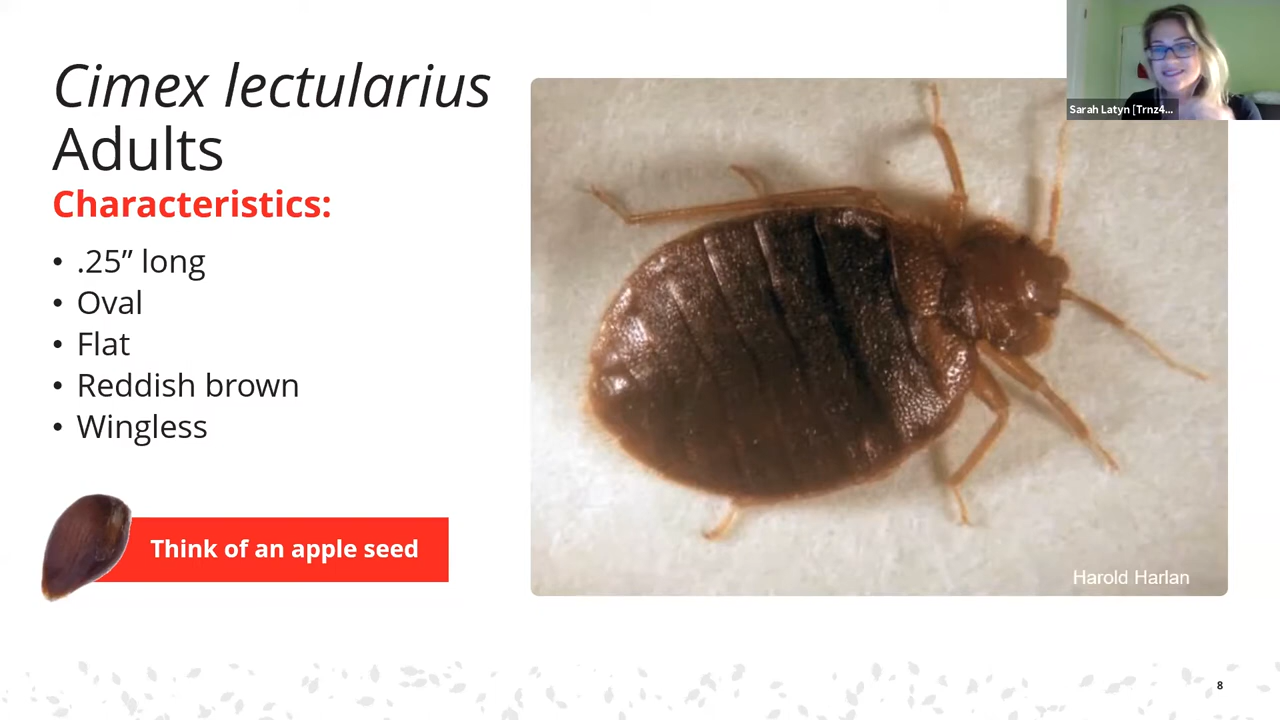 Cimex lectularius
Adults
Characteristics:
• .25” long
• Oval
• Flat
• Reddish brown
• Wingless
Think of an apple seed
Harold Harlan
Sarah Latyn [Trnz4...
8